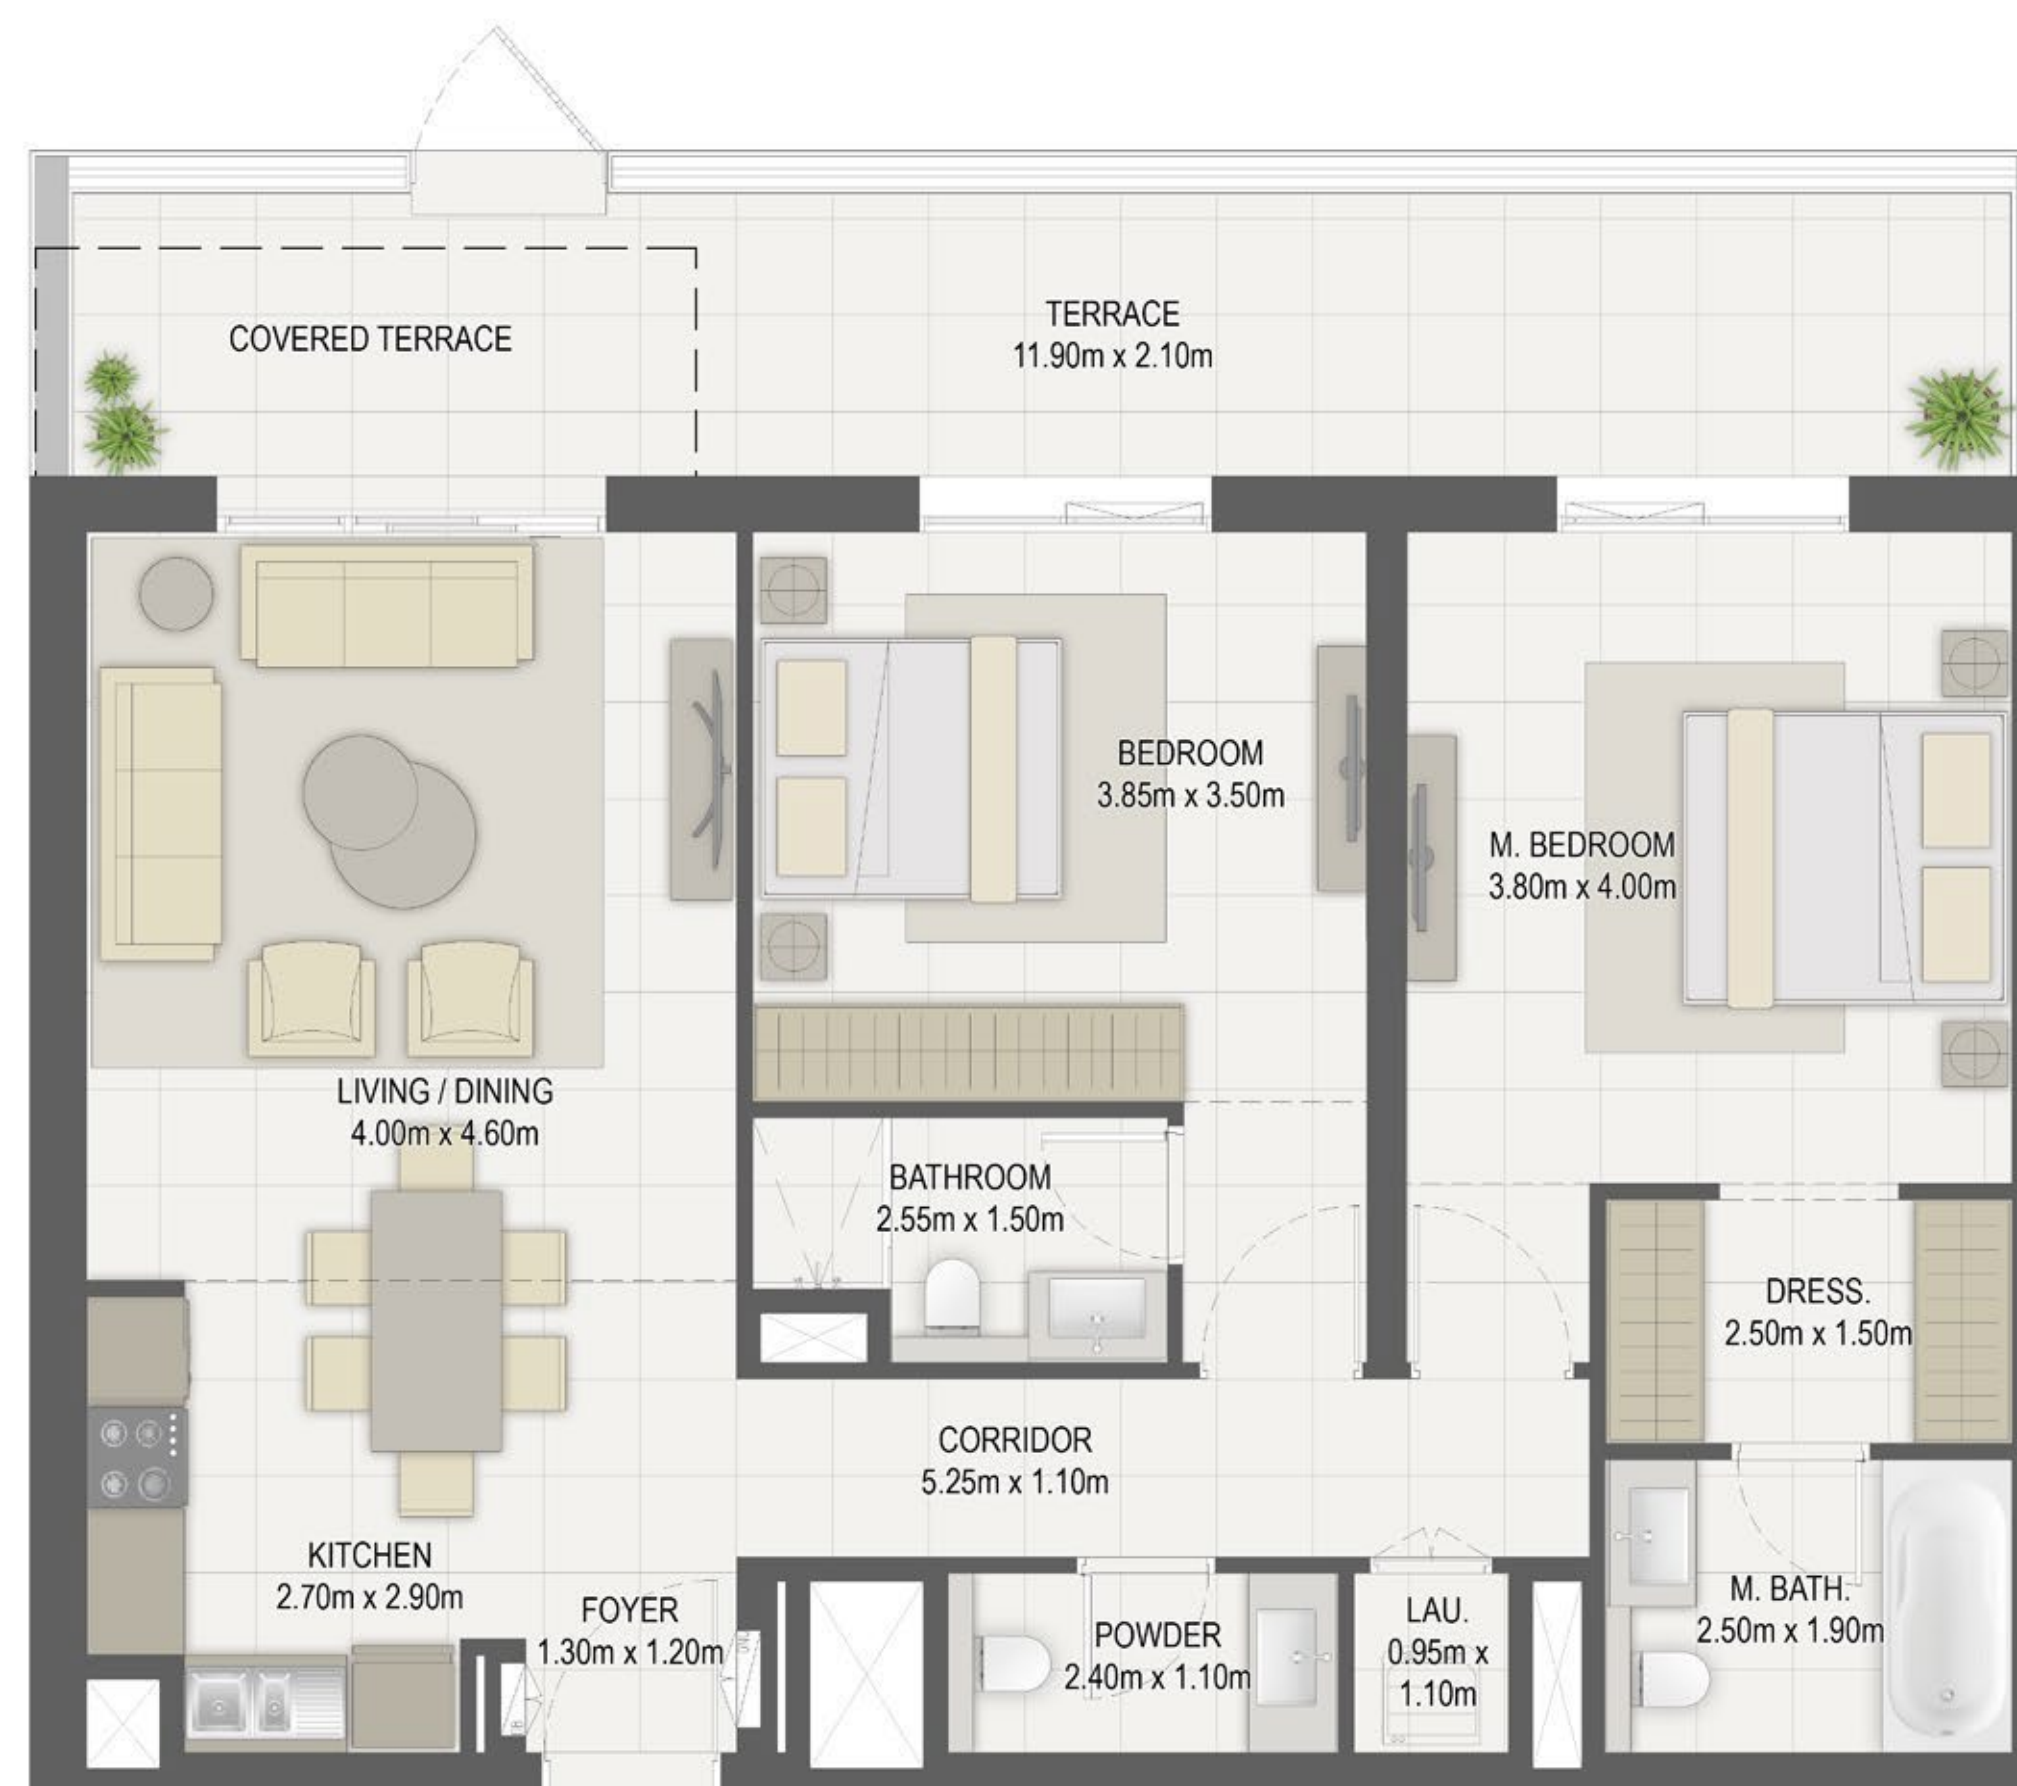 COVERED TERRACE
TERRACE
11.90m x 2.10m
BEDROOM
3.85m x 3.50m
M. BEDROOM
3.80m x 4.00m
LIVING / DINING
4.00m x 4.60m
BATHROOM
2.55m x 1.50m
DRESS.
2.50m x 1.50m
CORRIDOR
5.25m x 1.10m
KITCHEN
2.70m x 2.90m
FOYER
1.30m x 1.20m
POWDER
2.40m x 1.10m
LAU.
0.95m x
1.10m
M. BATH.
2.50m x 1.90m